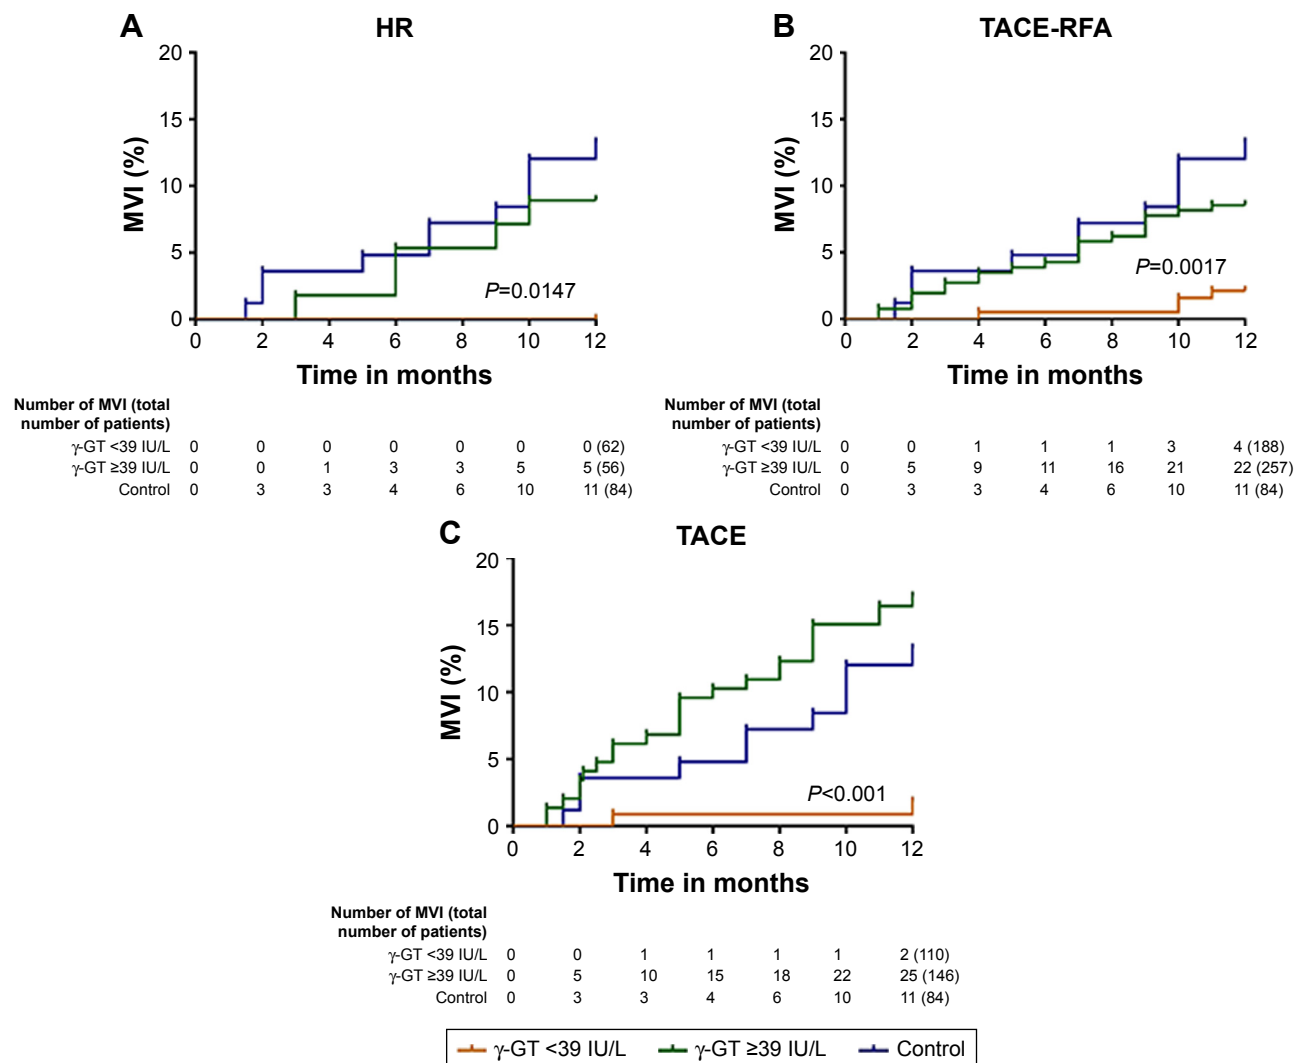 A HR
20
15
10
5
0
MVI (%)
P=0.0147
0 2 4 6 8 10 12
Time in months
Number of MVI (total
number of patients)
γ-GT <39 IU/L 0 0 0 0 0 0 0 (62)
γ-GT ≥39 IU/L 0 0 1 3 3 5 5 (56)
Control 0 3 3 4 6 10 11 (84)
B TACE-RFA
20
15
10
5
0
MVI (%)
P=0.0017
0 2 4 6 8 10 12
Time in months
Number of MVI (total
number of patients)
γ-GT <39 IU/L 0 0 1 1 1 3 4 (188)
γ-GT ≥39 IU/L 0 5 9 11 16 21 22 (257)
Control 0 3 3 4 6 10 11 (84)
C TACE
20
15
10
5
0
MVI (%)
P<0.001
0 2 4 6 8 10 12
Time in months
Number of MVI (total
number of patients)
γ-GT <39 IU/L 0 0 1 1 1 1 2 (110)
γ-GT ≥39 IU/L 0 5 10 15 18 22 25 (146)
Control 0 3 3 4 6 10 11 (84)
γ-GT <39 IU/L γ-GT ≥39 IU/L Control